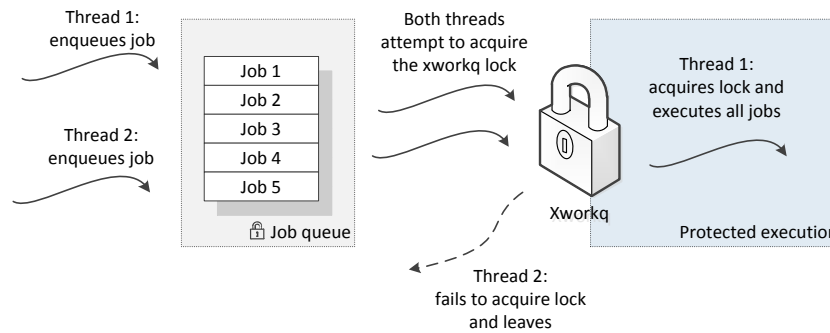 Thread 1:
enqueues job
Thread 2:
enqueues job
Job 1
Job 2
Job 3
Job 4
Job 5
Job queue
Both threads
attempt to acquire
the xworkq lock
Xworkq
Thread 1:
acquires lock and
executes all jobs
Protected execution
Thread 2:
fails to acquire lock
and leaves